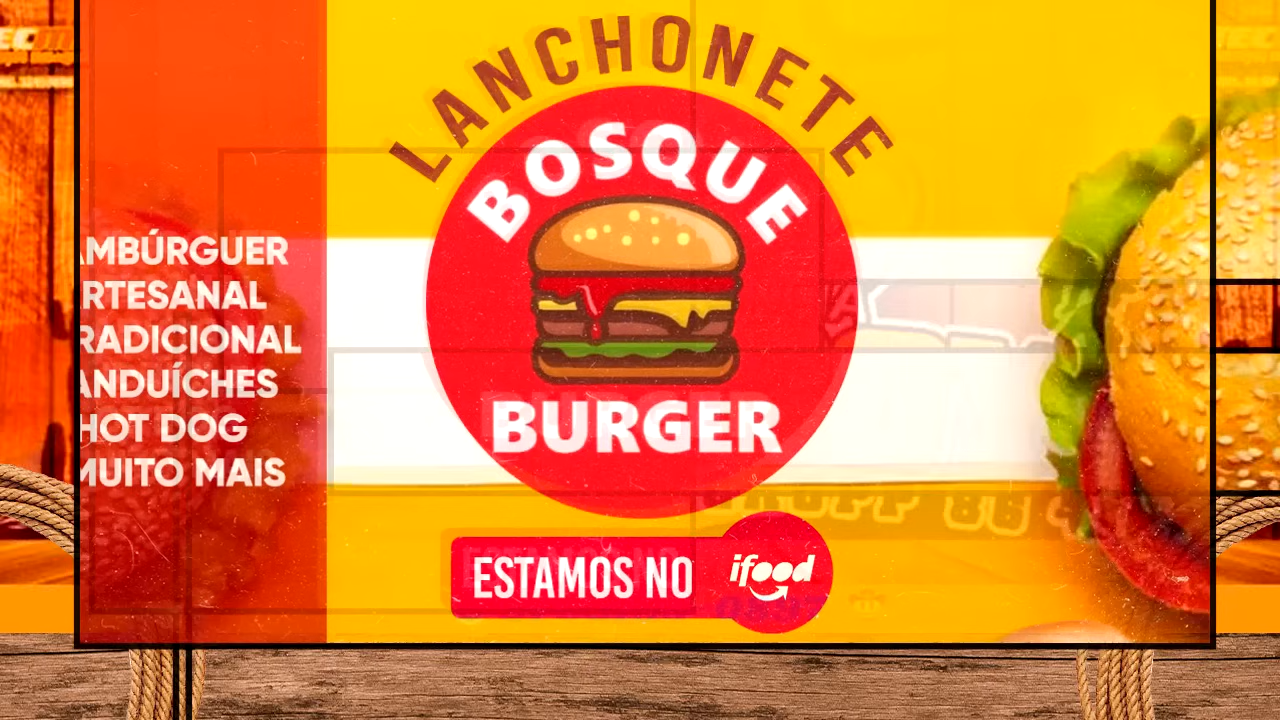 LANCHONETE
BOSQUE
BURGER
AMBÚRGUER
RTESANAL
RADICIONAL
ANDUÍCHES
HOT DOG
MUITO MAIS
ESTAMOS NO
ifood